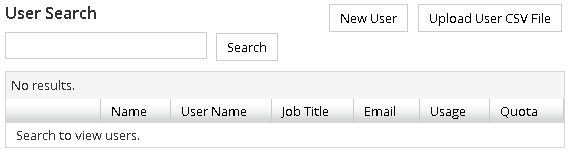 User Search
New User
Upload User CSV File
Search
No results.
Name User Name Job Title Email Usage Quota
Search to view users.